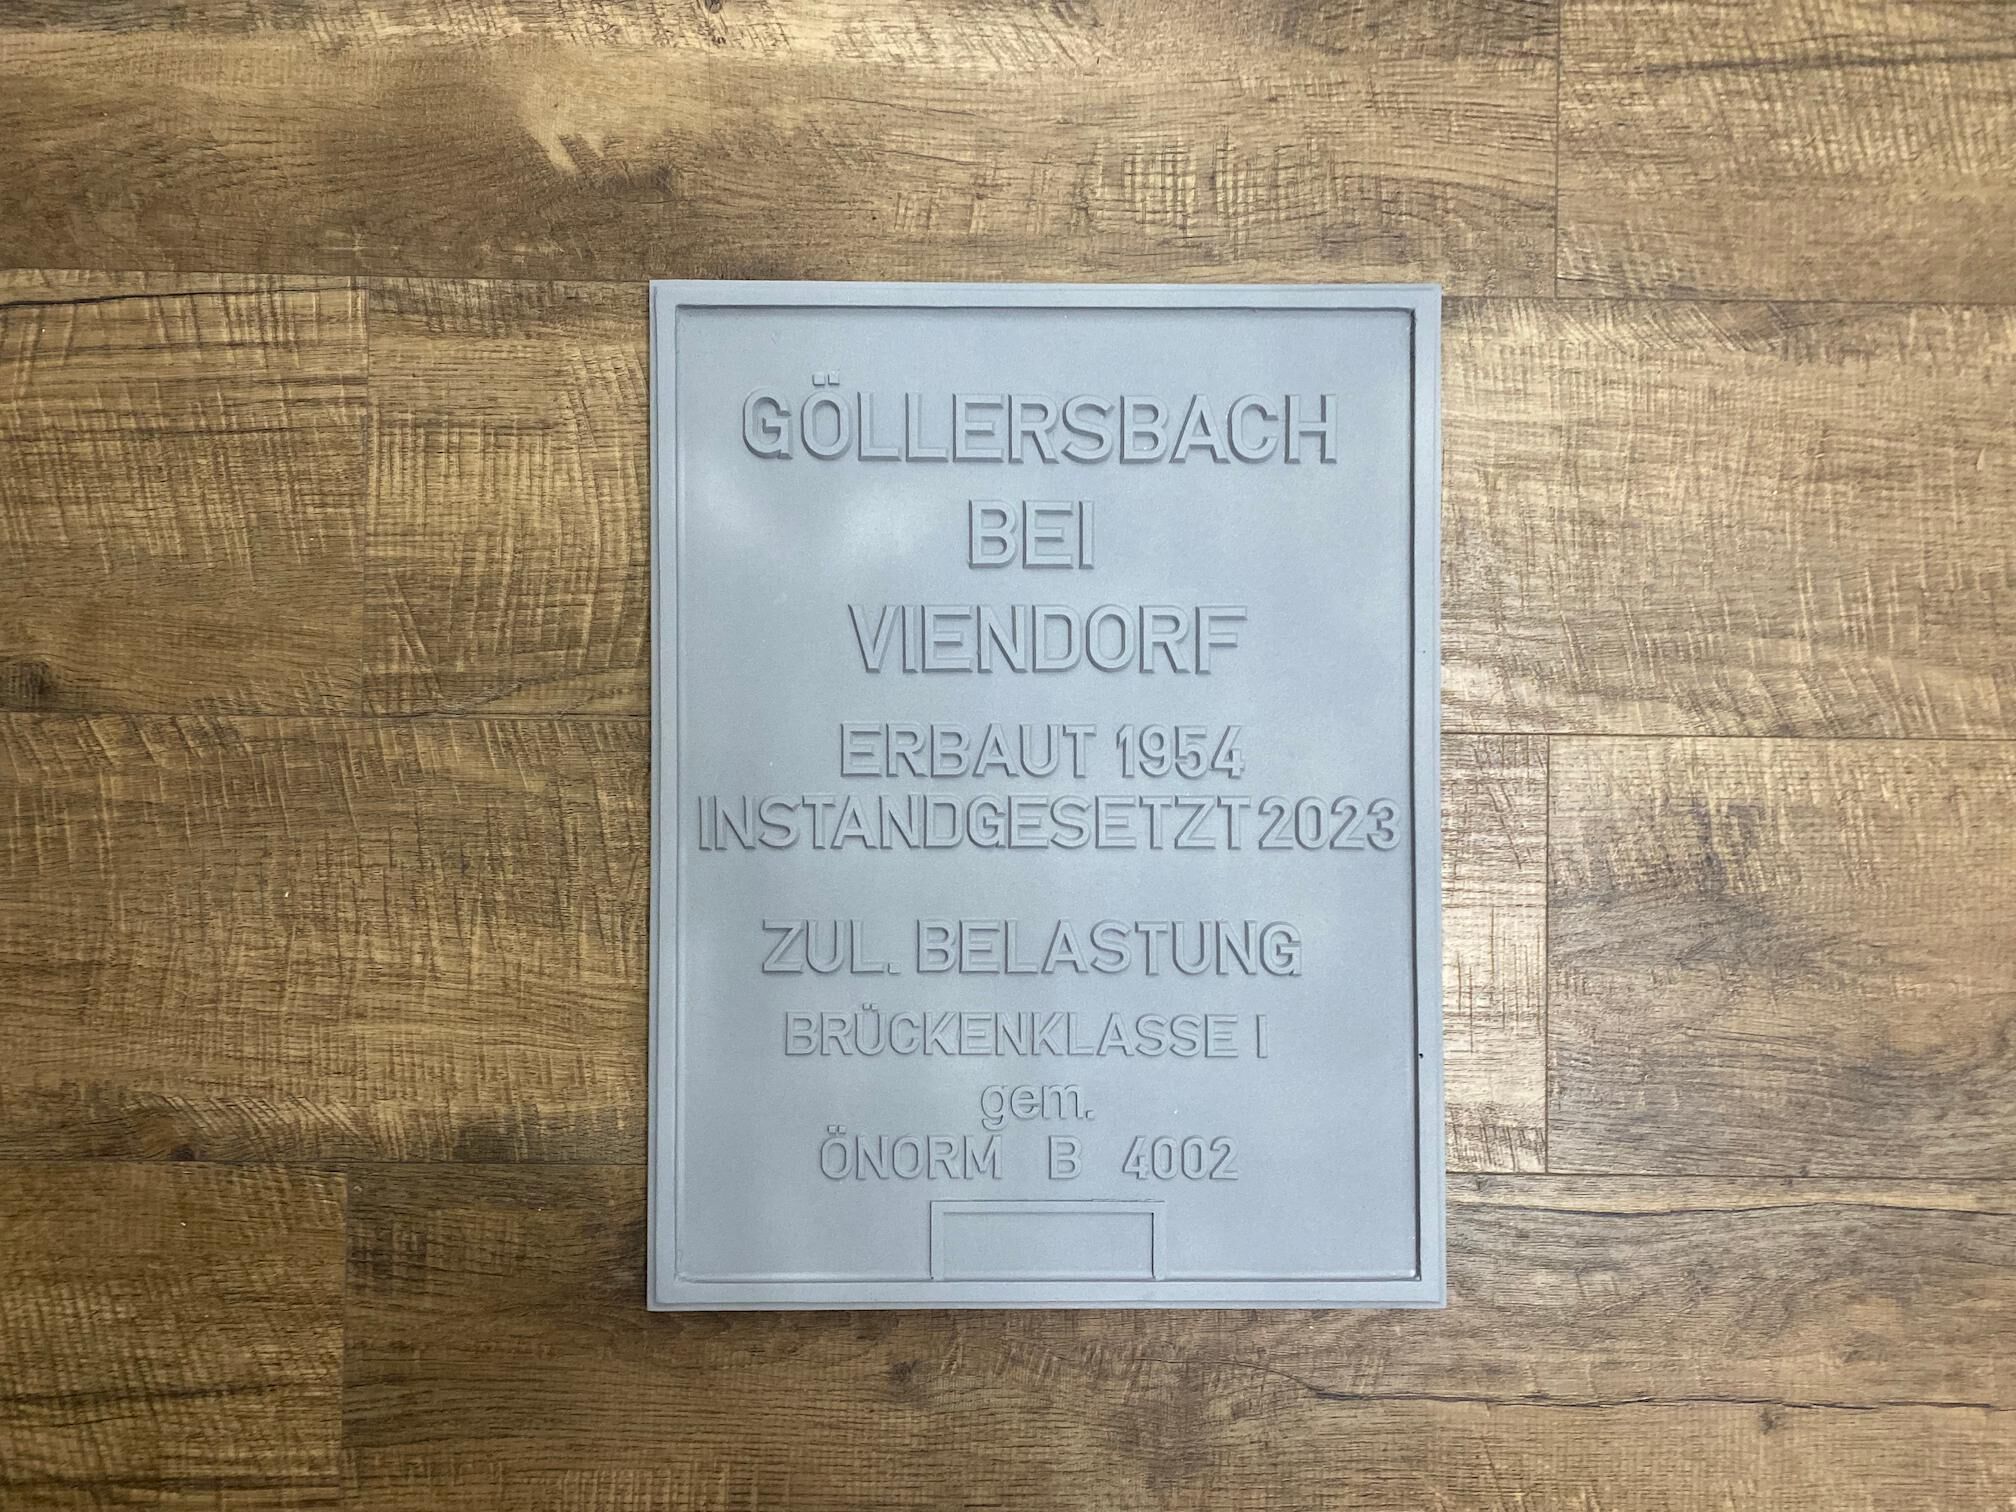 GÖLLERSBACH
BEI
VIENDORF
ERBAUT 1954
INSTANDGESETZT 2023
ZUL. BELASTUNG
BRÜCKENKLASSE I
gem.
ÖNORM B 4002